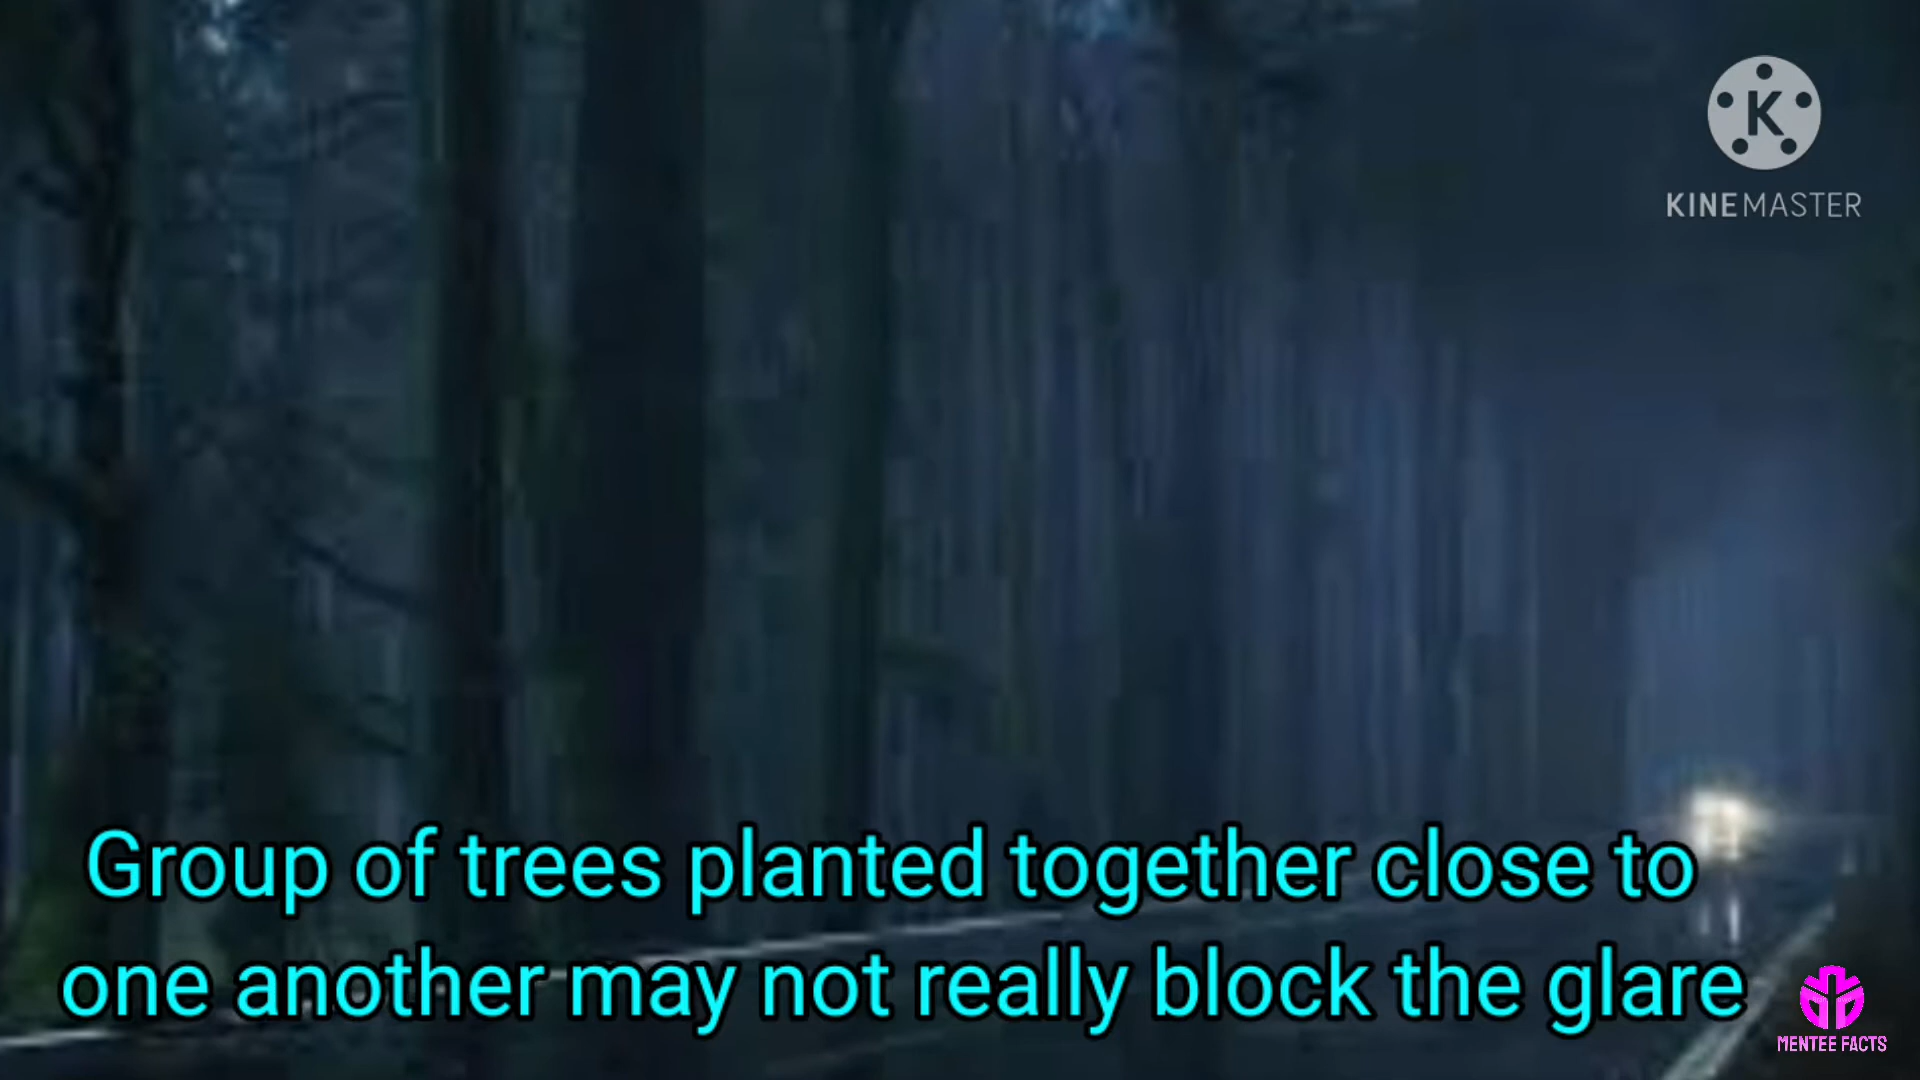 K
KINEMASTER
Group of trees planted together close to
one another may not really block the glare
MENTEE FACTS